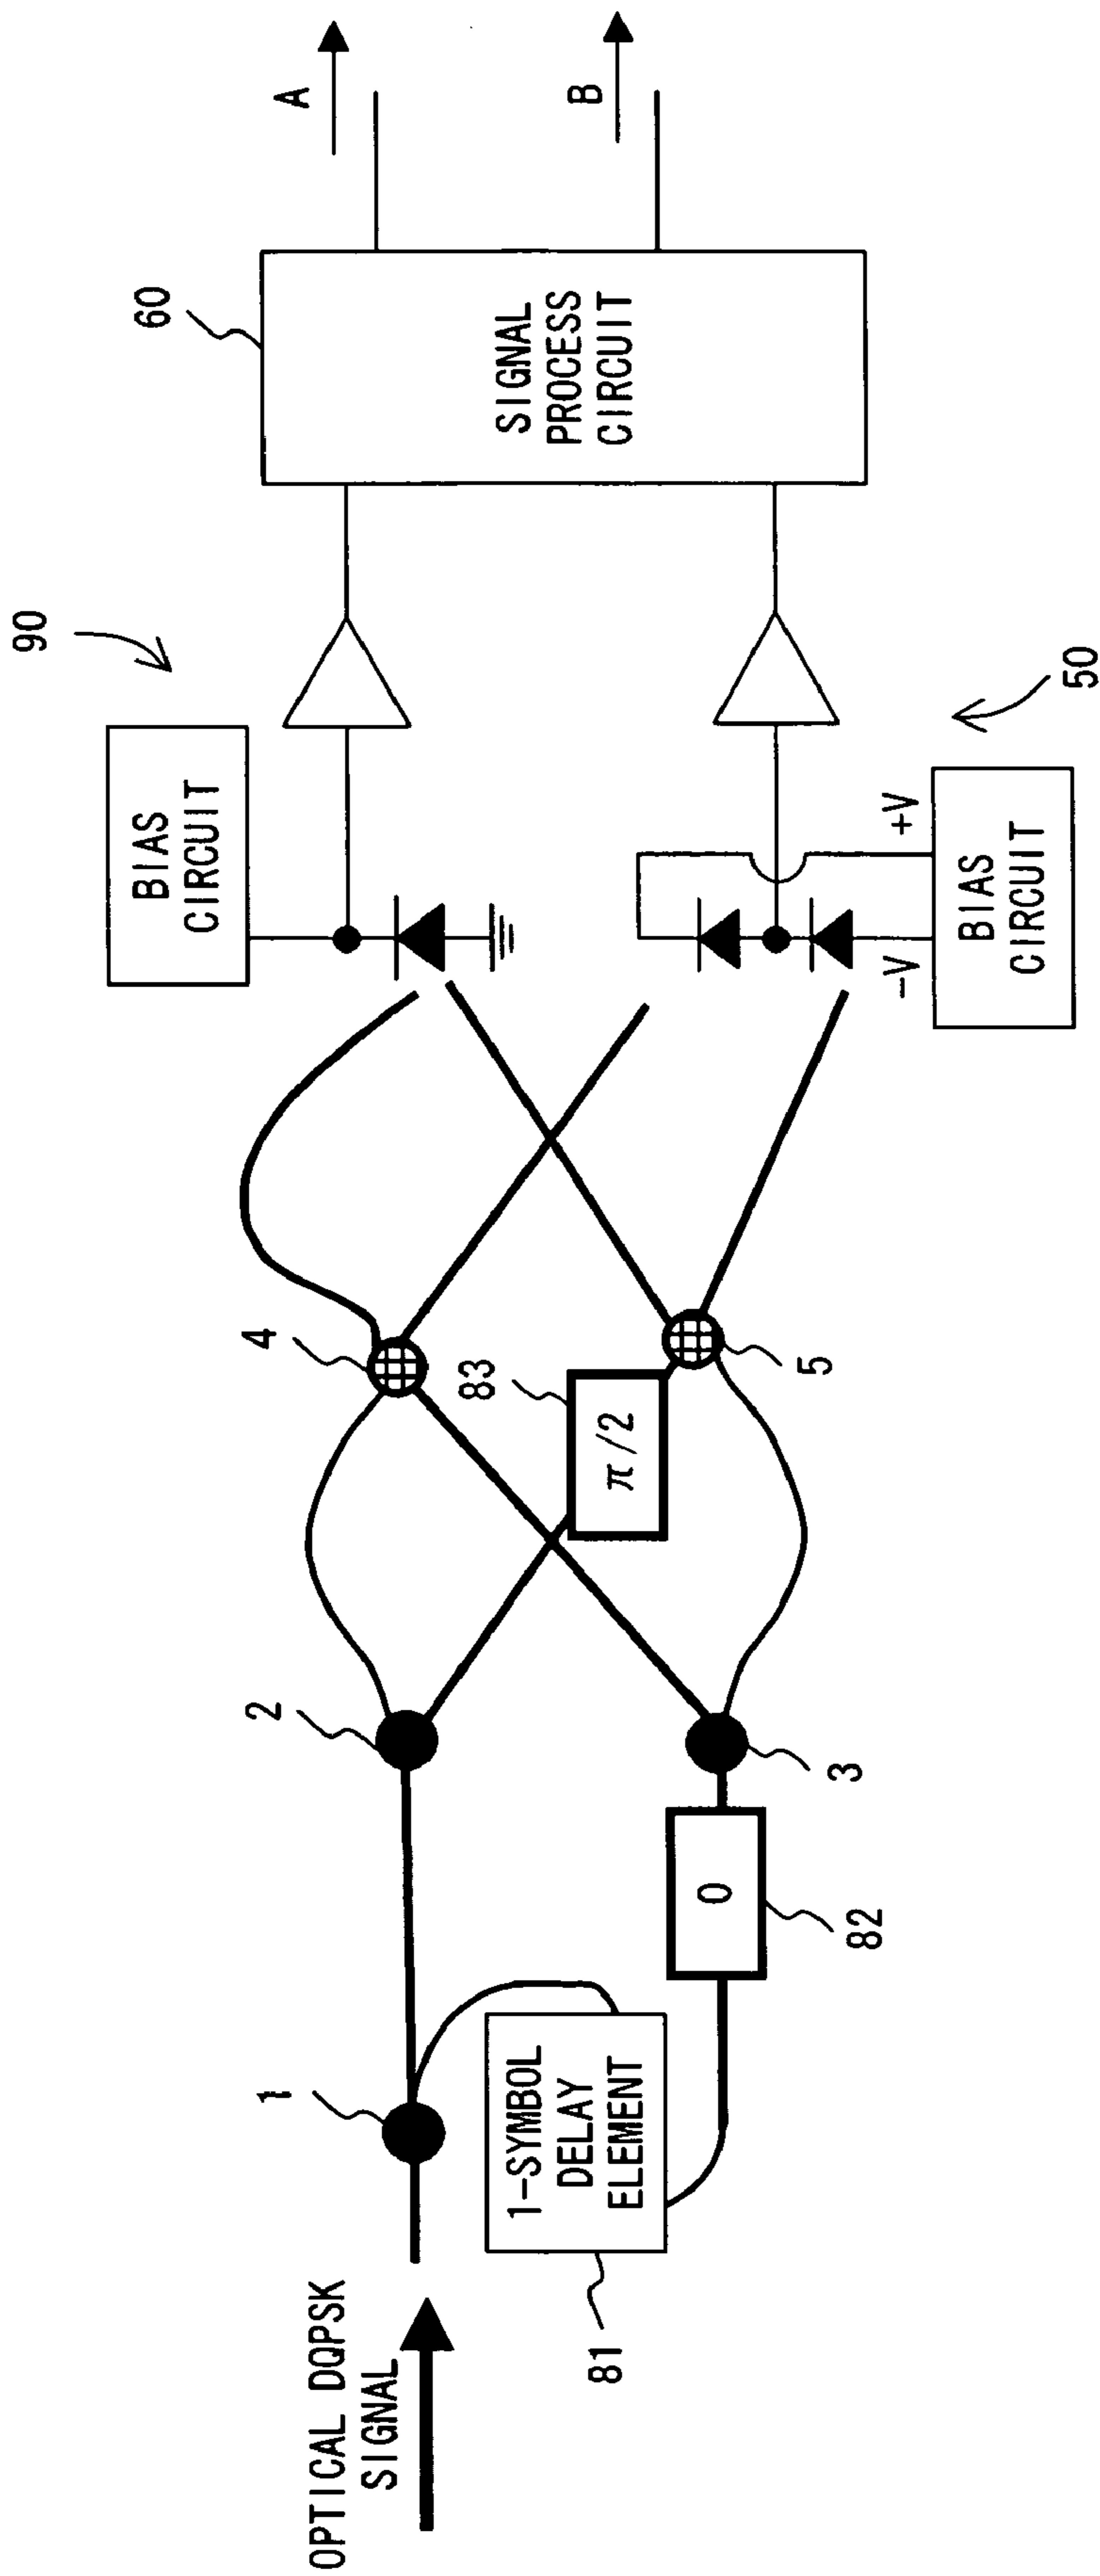 OPTICAL DQPSK
SIGNAL
1
1-SYMBOL
DELAY
ELEMENT
81
0
82
2
3
π/2
83
4
5
BIAS
CIRCUIT
90
-V
+V
BIAS
CIRCUIT
50
60
SIGNAL
PROCESS
CIRCUIT
A
B